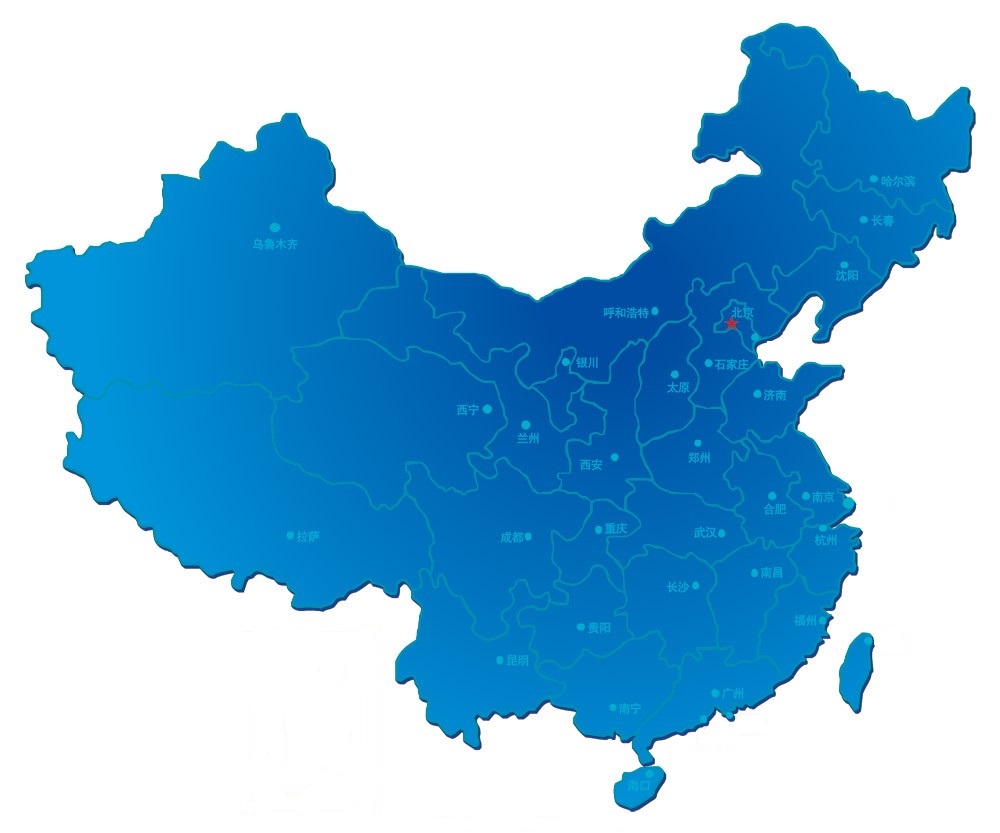 哈尔滨
长春
乌鲁木齐
沈阳
呼和浩特
北京
银川
石家庄
太原
济南
西宁
兰州
郑州
西安
南京
合肥
重庆
武汉
成都
拉萨
杭州
南昌
长沙
福州
贵阳
昆明
广州
南宁
海口